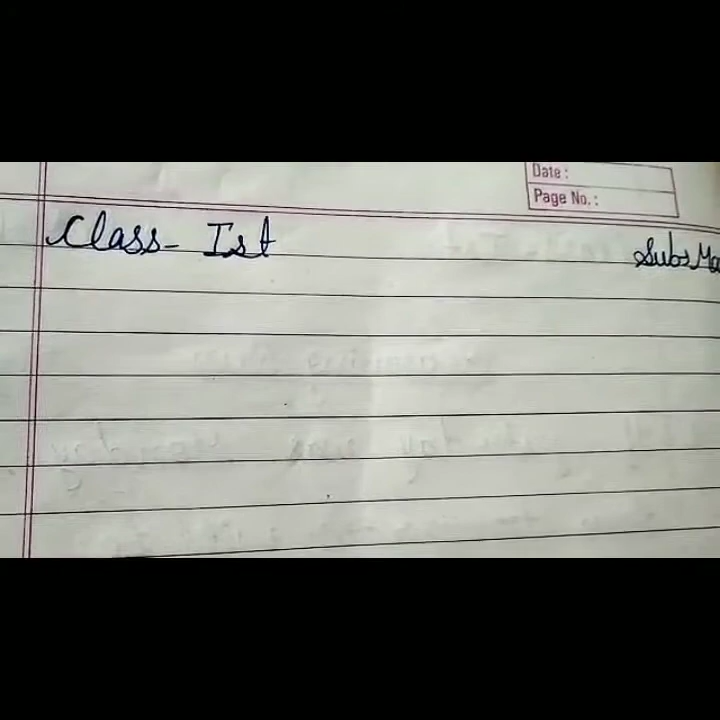 Date :
Page No. :
Class- Ist